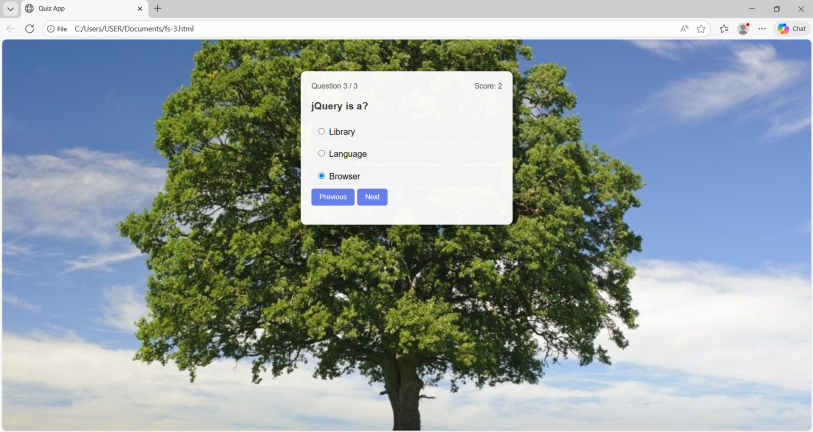 Quiz App
File C:/Users/USER/Documents/fs-3.html
Chat
Question 3 / 3 Score: 2
jQuery is a?
Library
Language
Browser
Previous Next